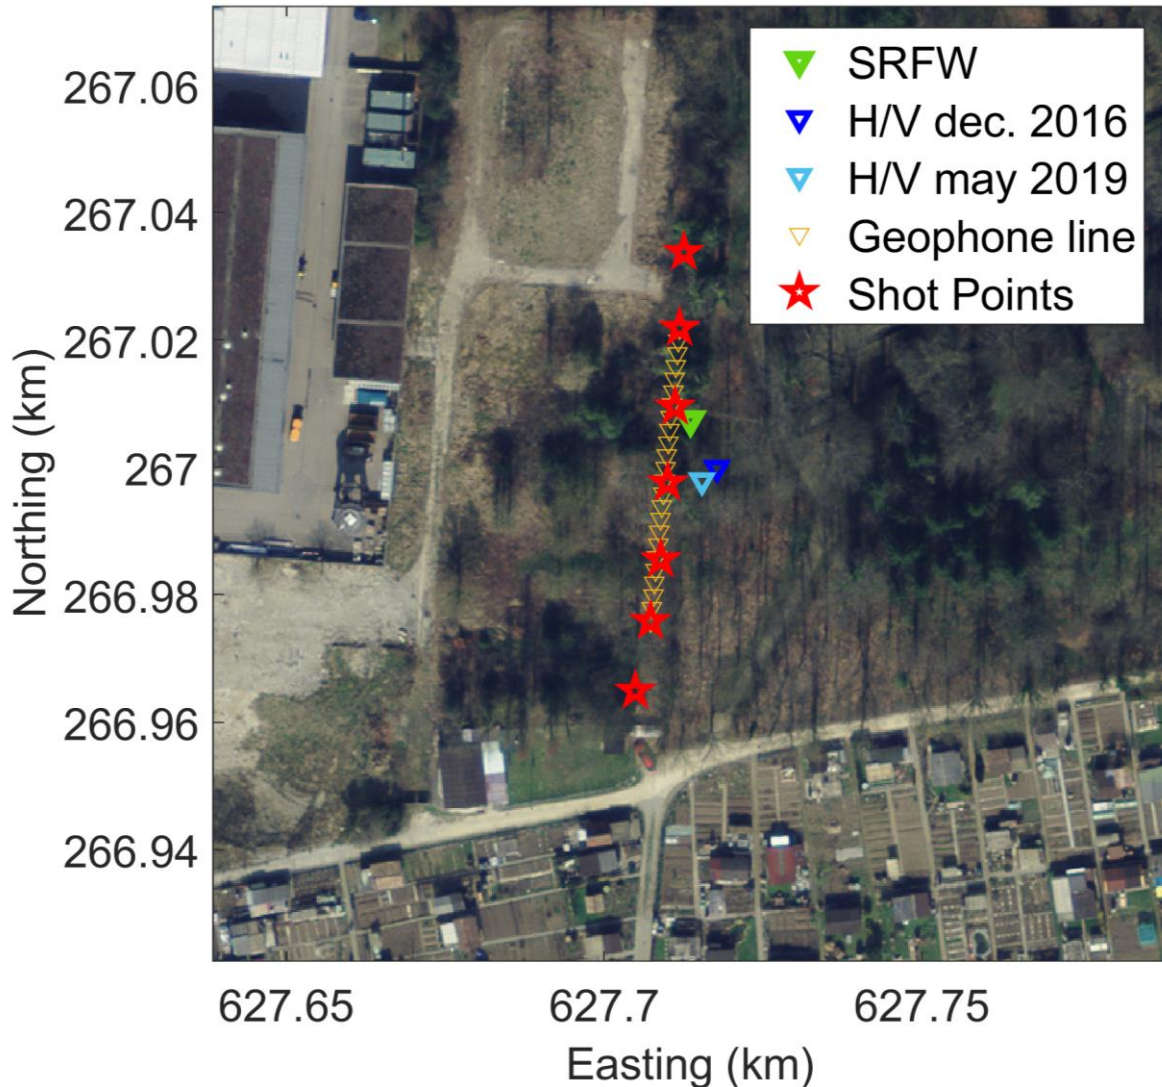 SRFW
H/V dec. 2016
H/V may 2019
Geophone line
Shot Points
267.06
267.04
267.02
267
266.98
266.96
266.94
Northing (km)
627.65
627.7
627.75
Easting (km)